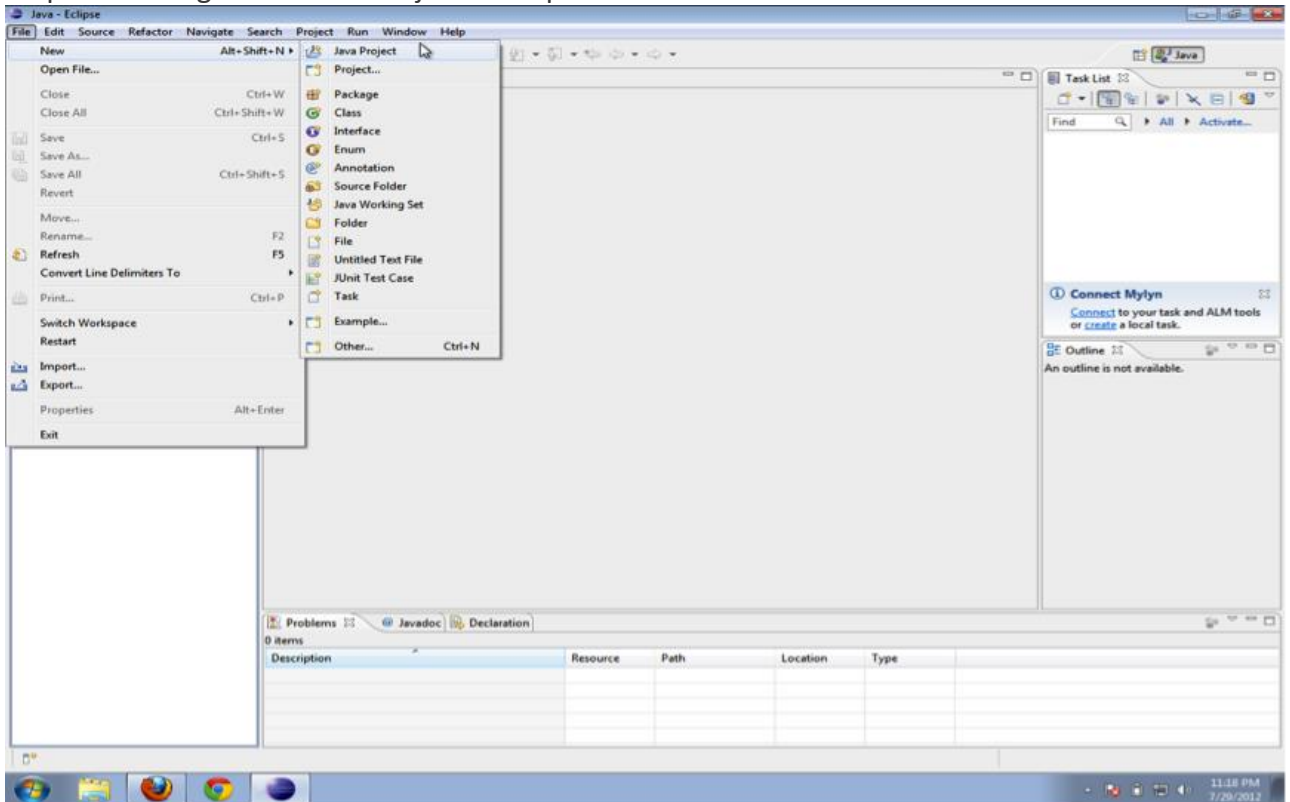 Java - Eclipse
File Edit Source Refactor Navigate Search Project Run Window Help
New Alt+Shift+N
Open File...
Close Ctrl+W
Close All Ctrl+Shift+W
Save Ctrl+S
Save As...
Save All Ctrl+Shift+S
Revert
Move...
Rename... F2
Refresh F5
Convert Line Delimiters To
Print... Ctrl+P
Switch Workspace
Restart
Import...
Export...
Properties Alt+Enter
Exit
Java Project
Project...
Package
Class
Interface
Enum
Annotation
Source Folder
Java Working Set
Folder
File
Untitled Text File
JUnit Test Case
Task
Example...
Other... Ctrl+N
Java
Task List
Find All Activate...
Connect Mylyn
Connect to your task and ALM tools
or create a local task.
Outline
An outline is not available.
Problems Javadoc Declaration
0 items
Description Resource Path Location Type
11:18 PM
7/29/2012